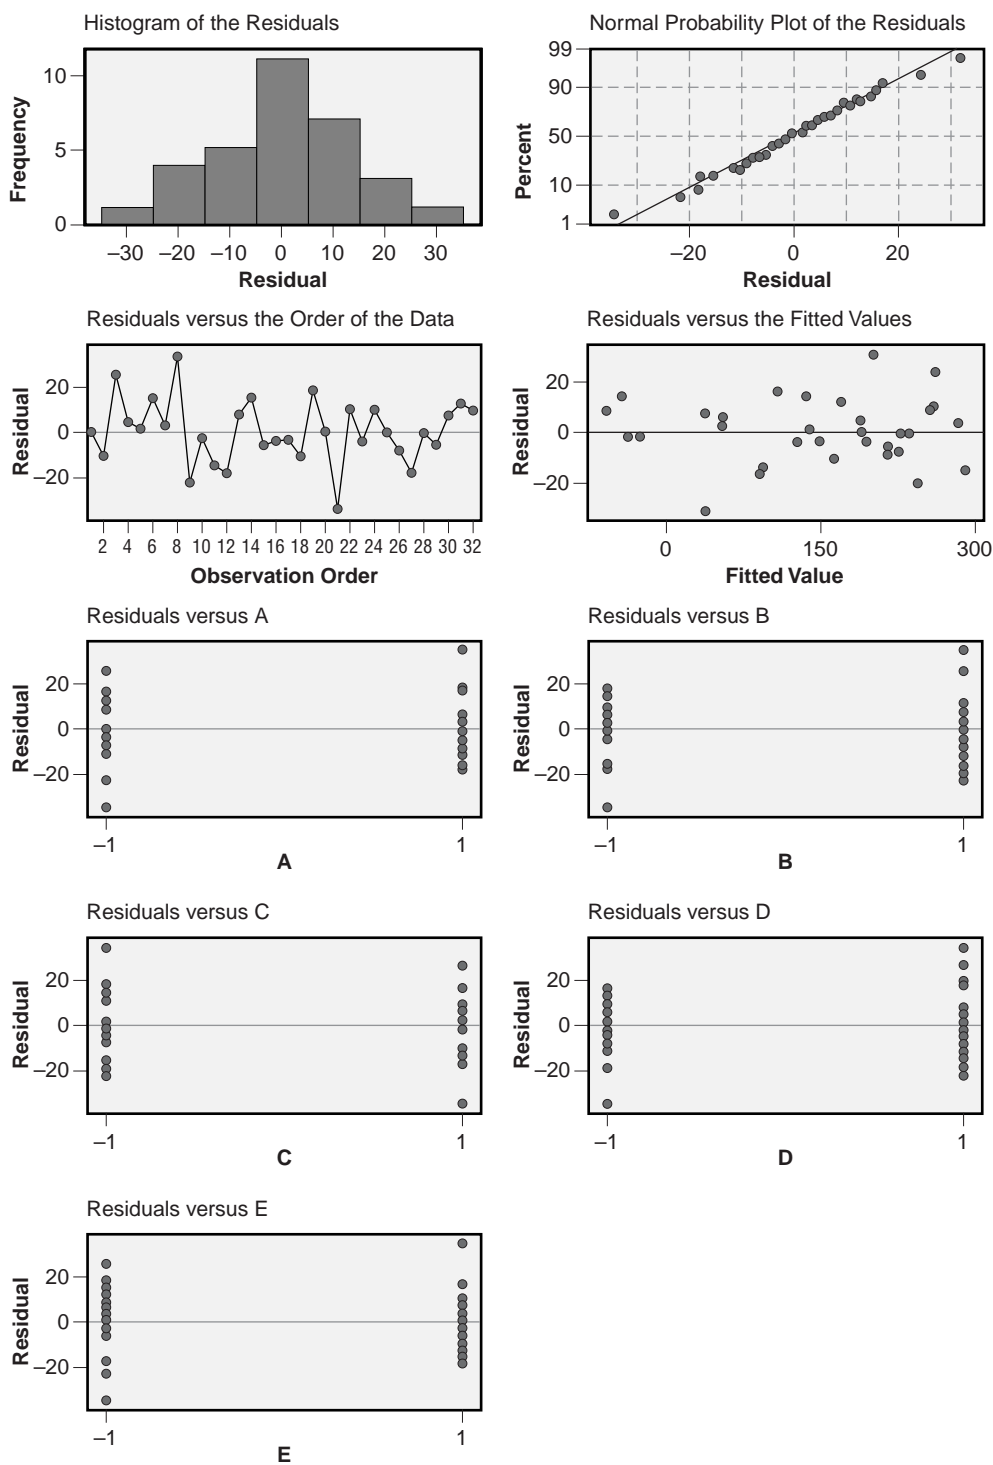 Histogram of the Residuals
10
5
0
Frequency
–30 –20 –10 0 10 20 30
Residual
Normal Probability Plot of the Residuals
99
90
50
10
1
Percent
–20 0 20
Residual
Residuals versus the Order of the Data
20
0
–20
Residual
2 4 6 8 10 12 14 16 18 20 22 24 26 28 30 32
Observation Order
Residuals versus the Fitted Values
20
0
–20
Residual
0 150 300
Fitted Value
Residuals versus A
20
0
–20
Residual
–1 1
A
Residuals versus B
20
0
–20
Residual
–1 1
B
Residuals versus C
20
0
–20
Residual
–1 1
C
Residuals versus D
20
0
–20
Residual
–1 1
D
Residuals versus E
20
0
–20
Residual
–1 1
E